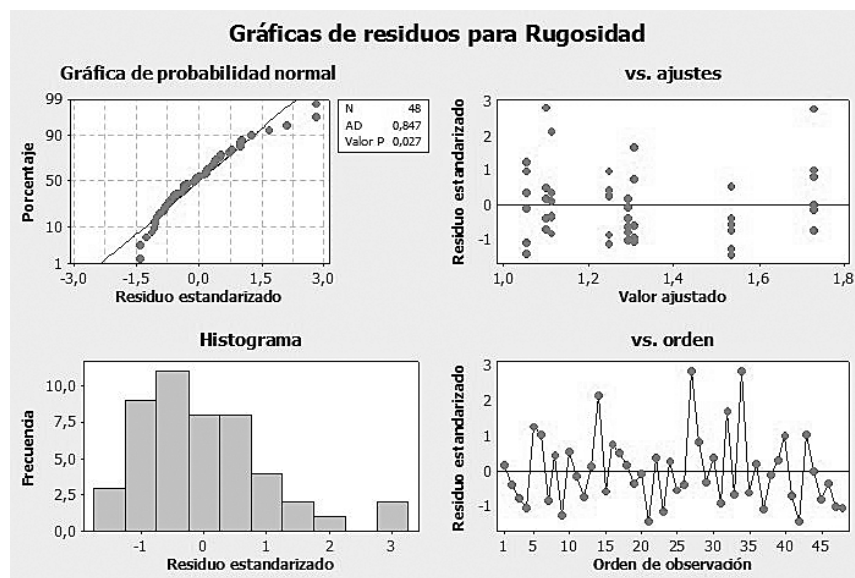 Gráficas de residuos para Rugosidad
Gráfica de probabilidad normal
99
90
50
10
1
Porcentaje
-3,0 -1,5 0,0 1,5 3,0
Residuo estandarizado
N 48
AD 0,847
Valor P 0,027
vs. ajustes
3
2
1
0
-1
Residuo estandarizado
1,0 1,2 1,4 1,6 1,8
Valor ajustado
Histograma
10,0
7,5
5,0
2,5
0,0
Frecuencia
-1 0 1 2 3
Residuo estandarizado
vs. orden
3
2
1
0
-1
Residuo estandarizado
1 5 10 15 20 25 30 35 40 45
Orden de observación